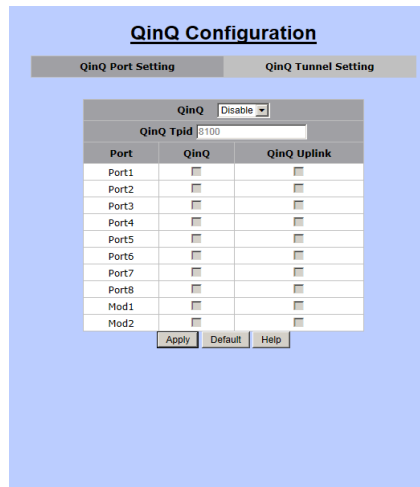 QinQ Configuration
QinQ Port Setting QinQ Tunnel Setting
QinQ Disable
QinQ Tpid 8100
Port QinQ QinQ Uplink
Port1
Port2
Port3
Port4
Port5
Port6
Port7
Port8
Mod1
Mod2
Apply Default Help